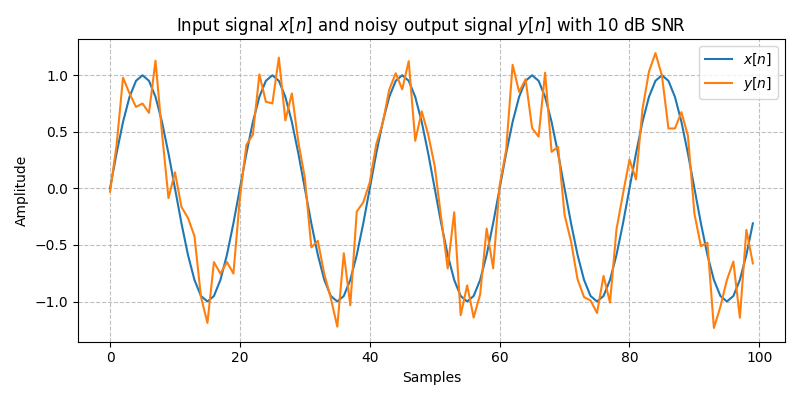 Input signal x[n] and noisy output signal y[n] with 10 dB SNR
x[n]
y[n]
1.0
0.5
0.0
−0.5
−1.0
Amplitude
0 20 40 60 80 100
Samples